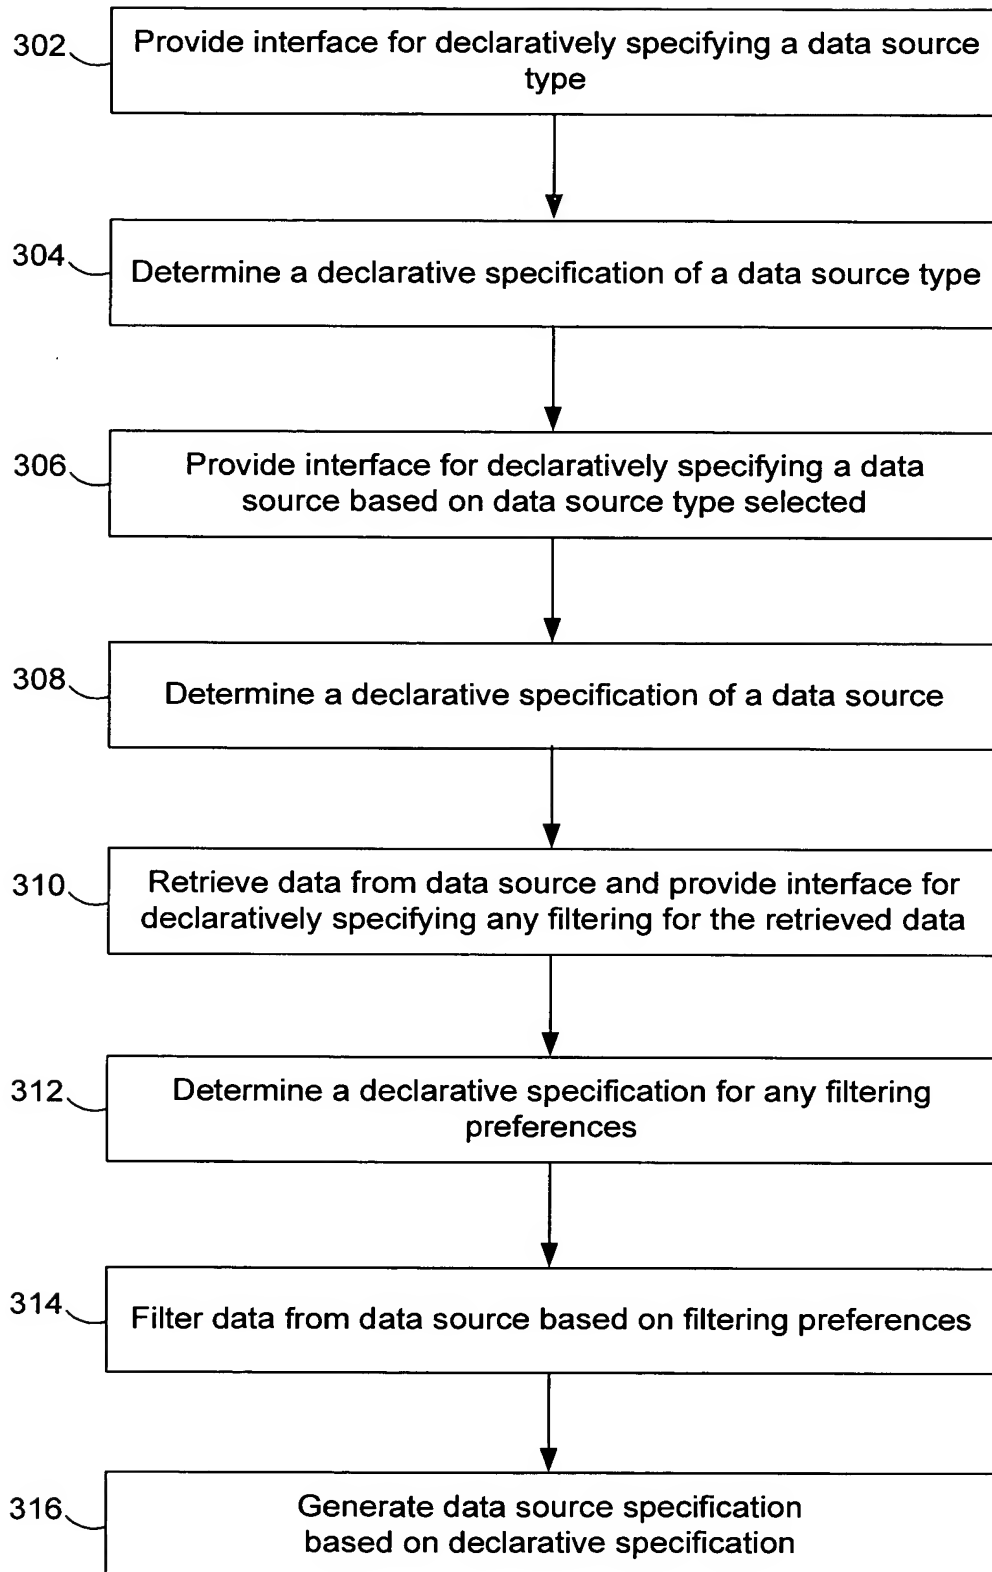 302
Provide interface for declaratively specifying a data source
type
304
Determine a declarative specification of a data source type
306
Provide interface for declaratively specifying a data
source based on data source type selected
308
Determine a declarative specification of a data source
310
Retrieve data from data source and provide interface for
declaratively specifying any filtering for the retrieved data
312
Determine a declarative specification for any filtering
preferences
314
Filter data from data source based on filtering preferences
316
Generate data source specification
based on declarative specification